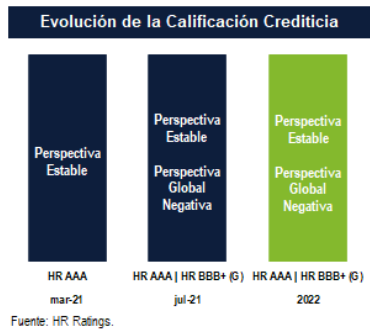 Evolución de la Calificación Crediticia
Perspectiva
Estable
Perspectiva
Estable
Perspectiva
Global
Negativa
Perspectiva
Estable
Perspectiva
Global
Negativa
HR AAA
HR AAA | HR BBB+ (G)
HR AAA | HR BBB+ (G)
mar-21
jul-21
2022
Fuente: HR Ratings.